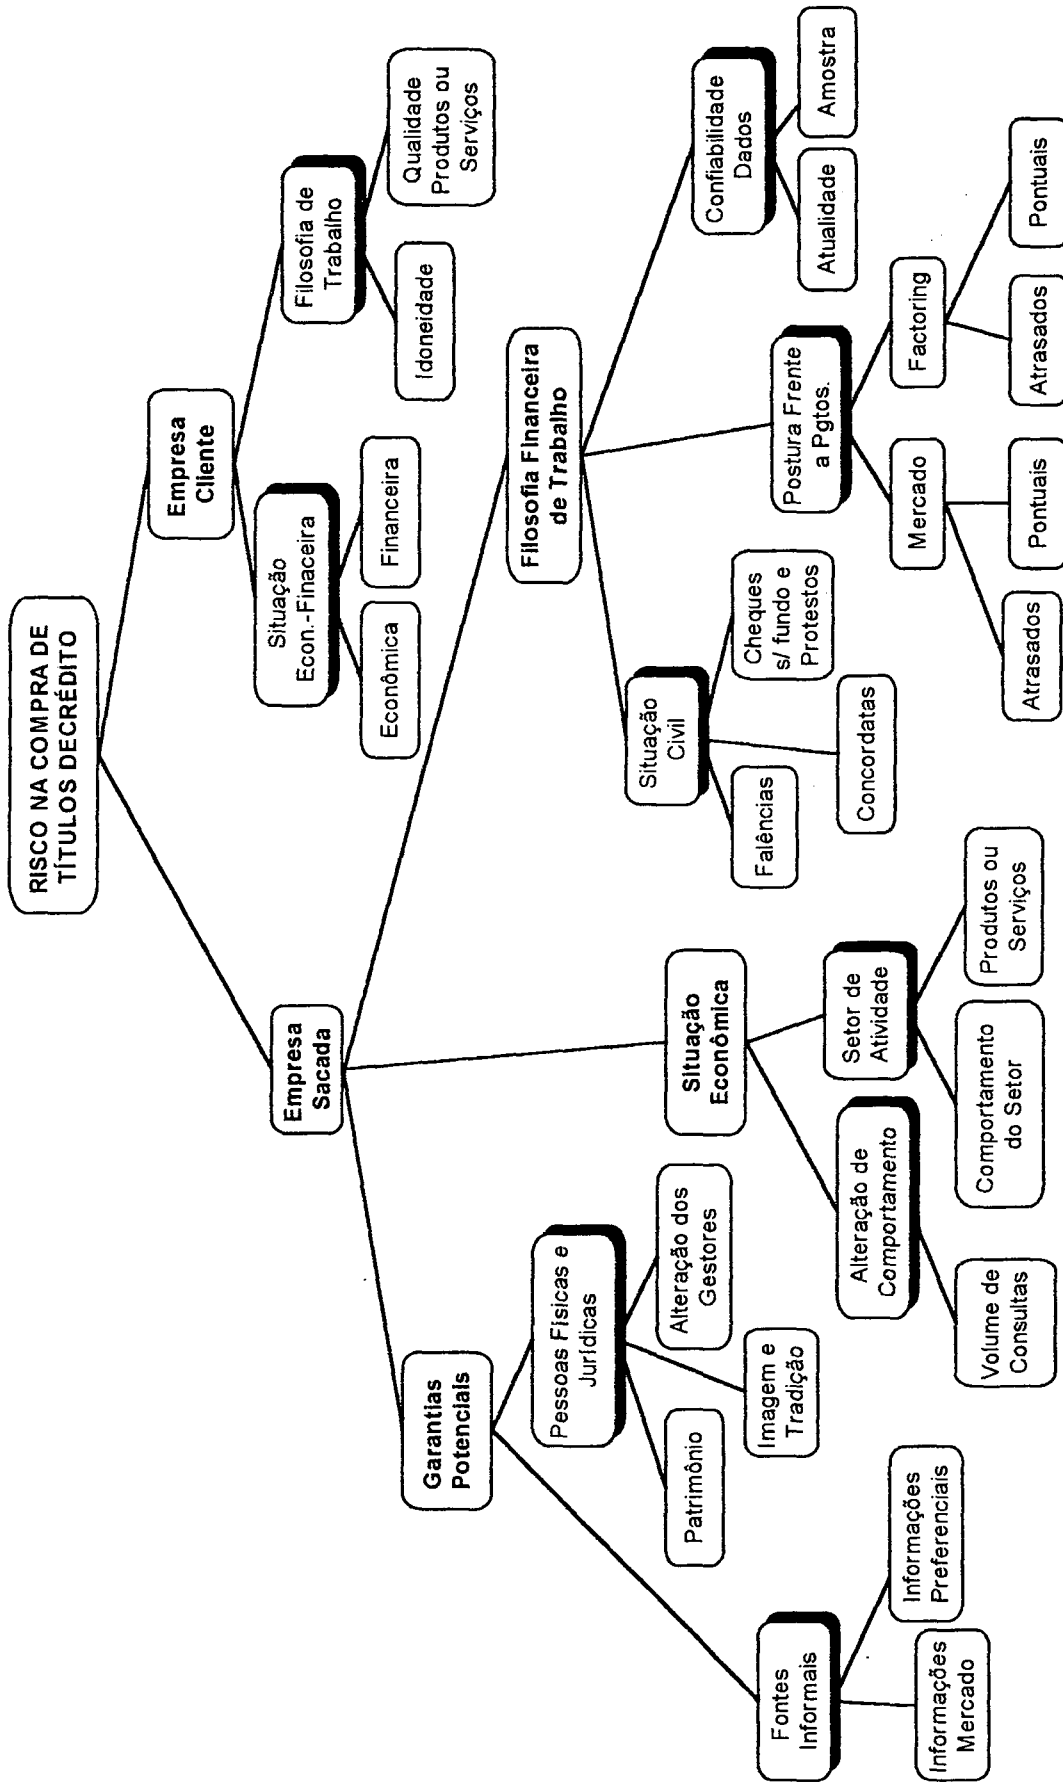 RISCO NA COMPRA DE
TÍTULOS DECRÉDITO
Empresa
Sacada
Empresa
Cliente
Garantias
Potenciais
Situação
Econômica
Filosofia Financeira
de Trabalho
Situação
Econ.-Finaceira
Filosofia de
Trabalho
Econômica
Financeira
Idoneidade
Qualidade
Produtos ou
Serviços
Fontes
Informais
Pessoas Físicas e
Jurídicas
Informações
Mercado
Informações
Preferenciais
Patrimônio
Imagem e
Tradição
Alteração dos
Gestores
Alteração de
Comportamento
Setor de
Atividade
Volume de
Consultas
Comportamento
do Setor
Produtos ou
Serviços
Situação
Civil
Postura Frente
a Pgtos.
Confiabilidade
Dados
Falências
Concordatas
Cheques
s/ fundo e
Protestos
Mercado
Factoring
Atrasados
Pontuais
Atrasados
Pontuais
Atualidade
Amostra